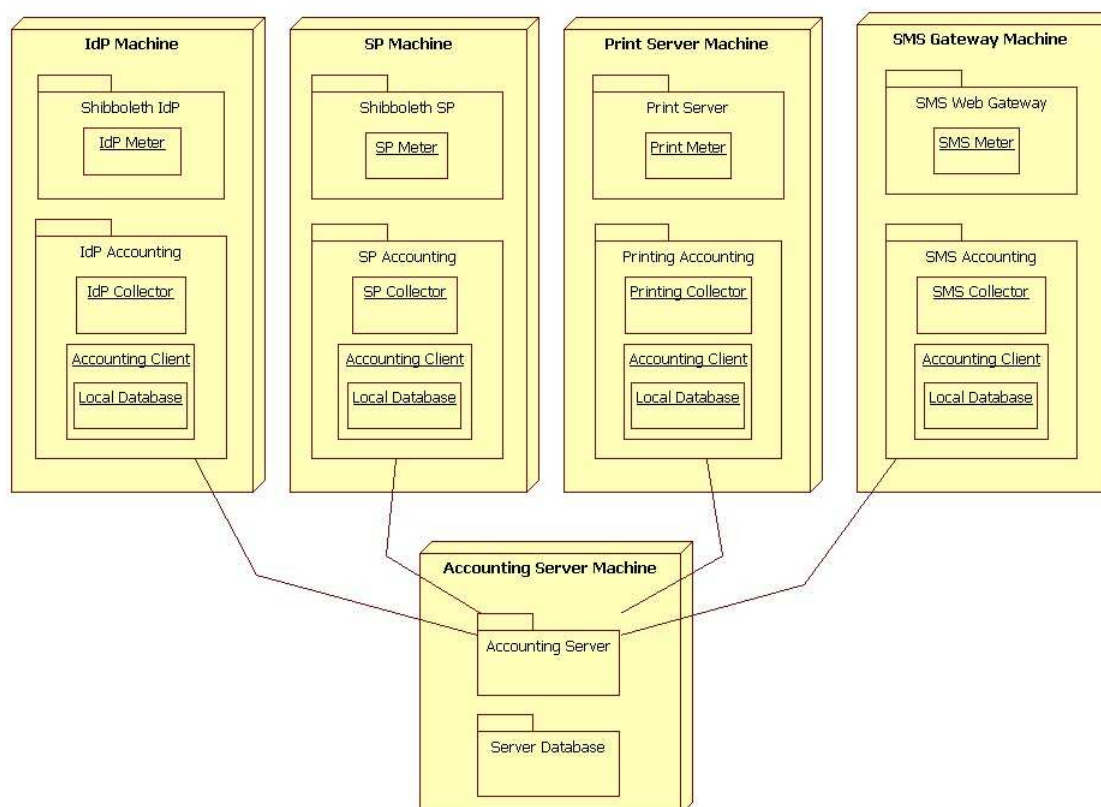 IdP Machine
Shibboleth IdP
IdP Meter
IdP Accounting
IdP Collector
Accounting Client
Local Database
SP Machine
Shibboleth SP
SP Meter
SP Accounting
SP Collector
Accounting Client
Local Database
Print Server Machine
Print Server
Print Meter
Printing Accounting
Printing Collector
Accounting Client
Local Database
SMS Gateway Machine
SMS Web Gateway
SMS Meter
SMS Accounting
SMS Collector
Accounting Client
Local Database
Accounting Server Machine
Accounting Server
Server Database